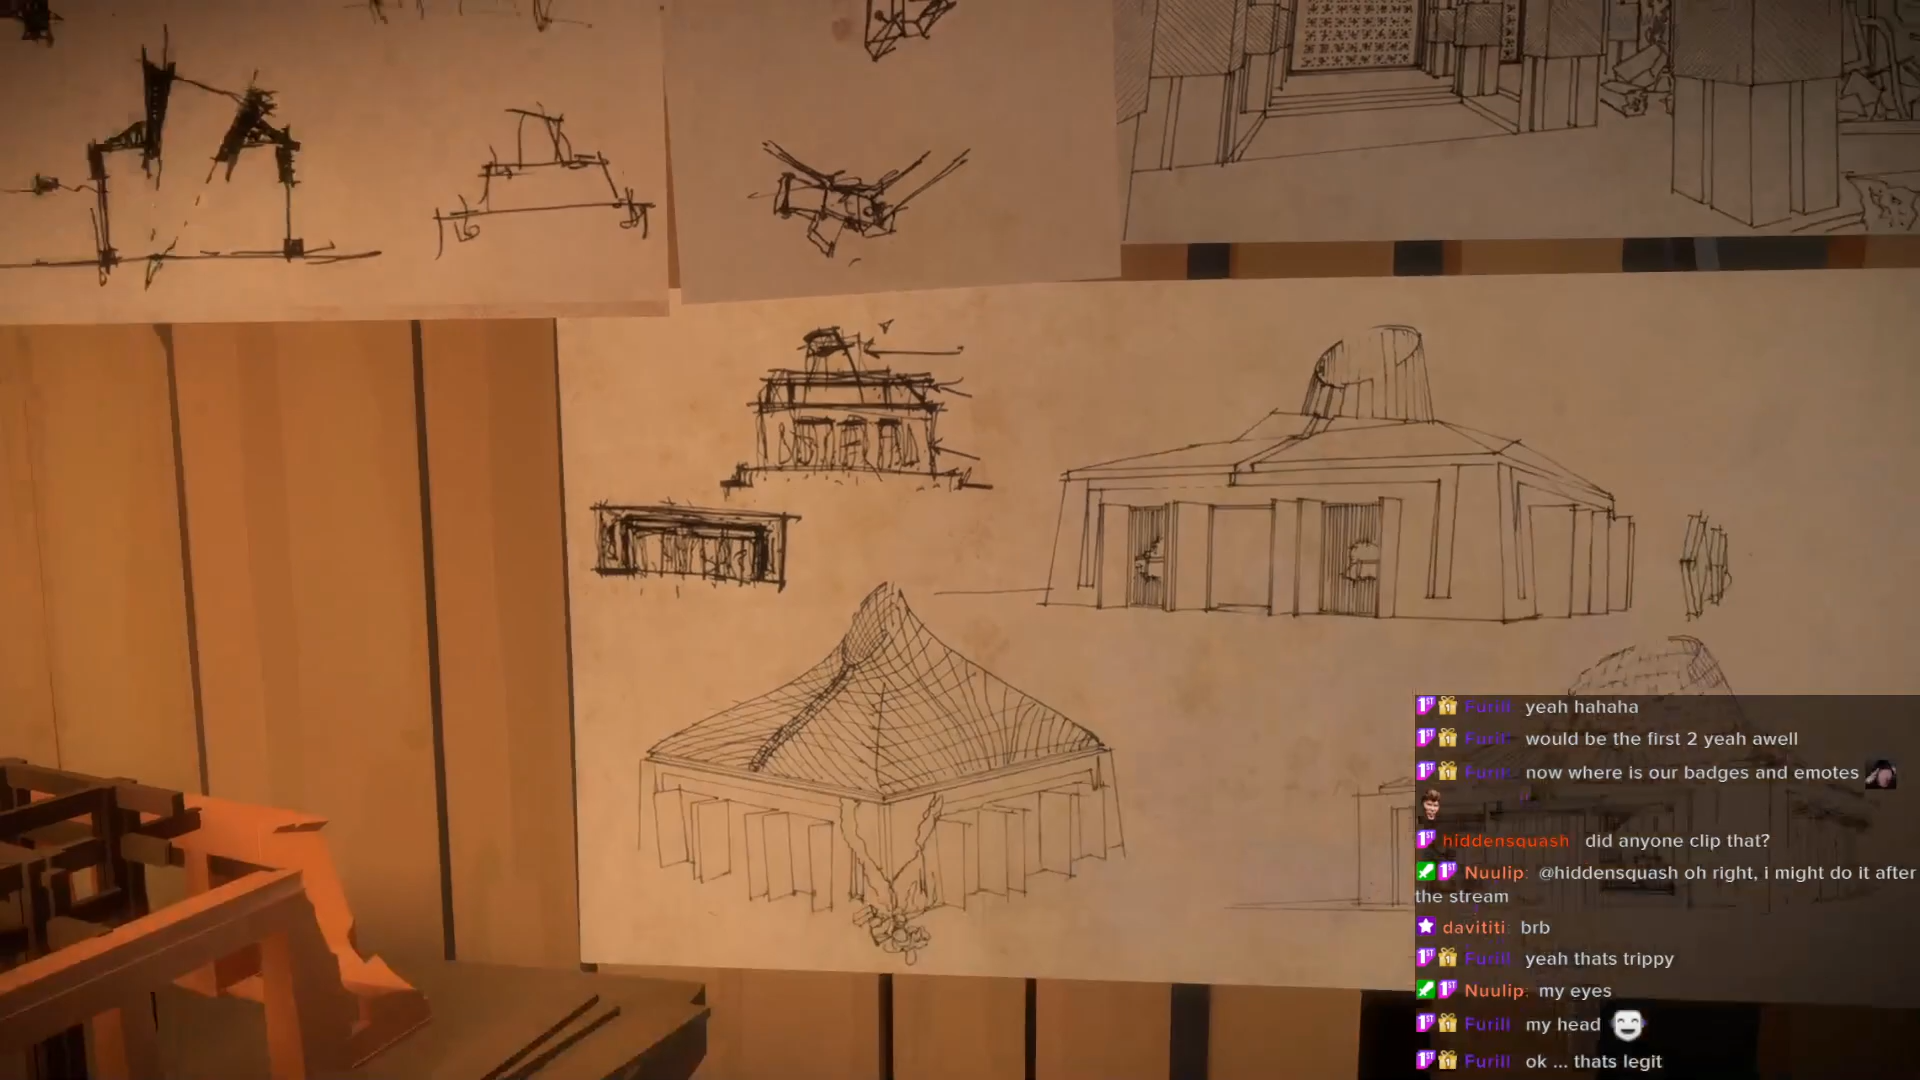 Furill yeah hahaha
Furill would be the first 2 yeah awell
Furill now where is our badges and emotes
hiddensquash did anyone clip that?
Nuulip: @hiddensquash oh right, i might do it after
the stream
davititi: brb
Furill yeah thats trippy
Nuulip: my eyes
Furill my head
Furill ok ... thats legit